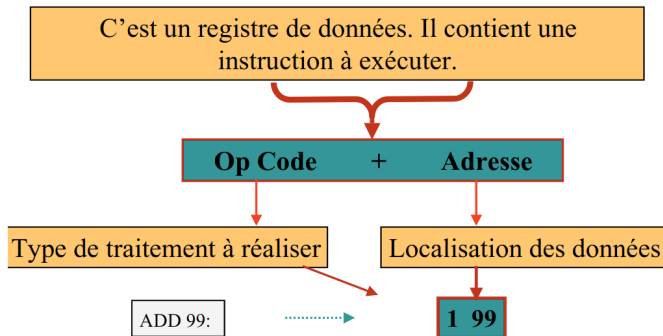 C’est un registre de données. Il contient une
instruction à exécuter.
Op Code + Adresse
Type de traitement à réaliser
Localisation des données
ADD 99:
1 99